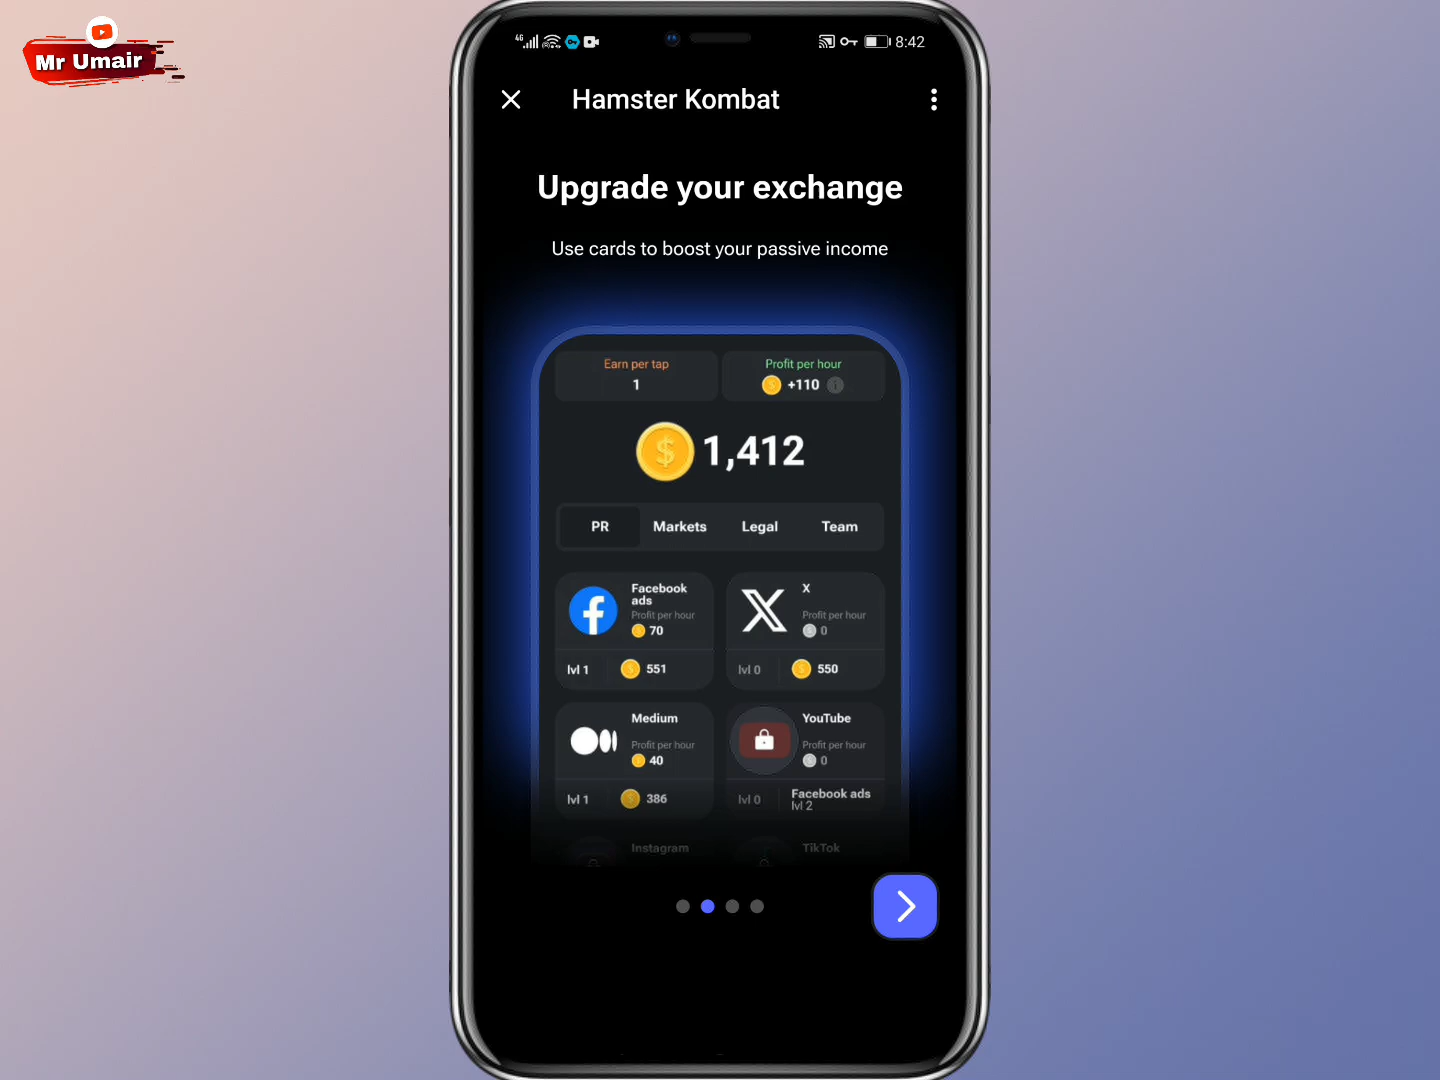 Mr Umair
4G
8:42
Hamster Kombat
Upgrade your exchange
Use cards to boost your passive income
Earn per tap
1
Profit per hour
+110
1,412
PR Markets Legal Team
Facebook
ads
Profit per hour
70
lvl 1 551
X
Profit per hour
0
lvl 0 550
Medium
Profit per hour
40
lvl 1 386
YouTube
Profit per hour
0
lvl 0 Facebook ads
lvl 2
Instagram
TikTok